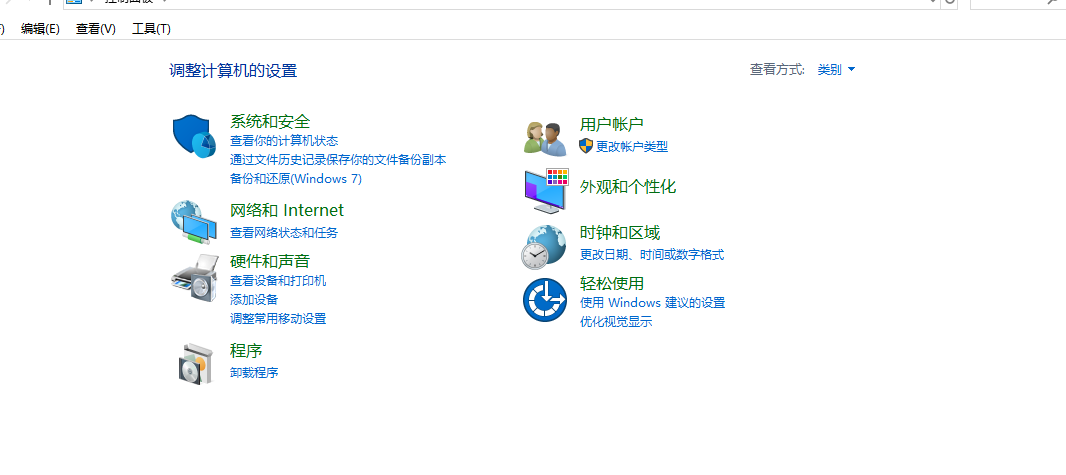 编辑(E) 查看(V) 工具(T)
调整计算机的设置
查看方式: 类别
系统和安全
查看你的计算机状态
通过文件历史记录保存你的文件备份副本
备份和还原(Windows 7)
网络和 Internet
查看网络状态和任务
硬件和声音
查看设备和打印机
添加设备
调整常用移动设置
程序
卸载程序
用户帐户
更改帐户类型
外观和个性化
时钟和区域
更改日期、时间或数字格式
轻松使用
使用 Windows 建议的设置
优化视觉显示